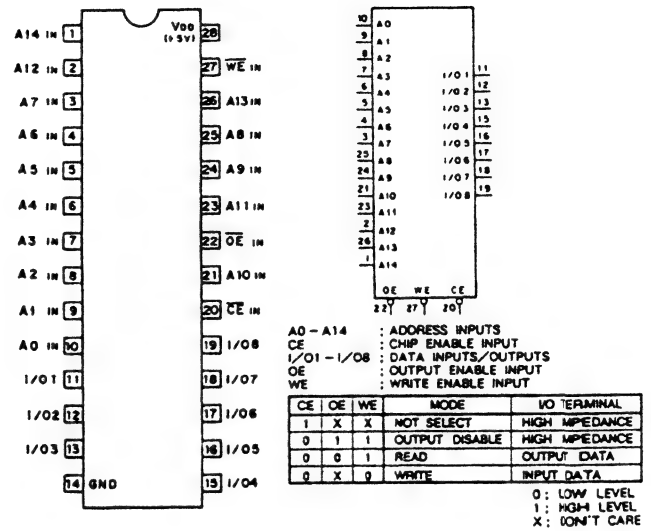 A14 IN 1
A12 IN 2
A7 IN 3
A6 IN 4
A5 IN 5
A4 IN 6
A3 IN 7
A2 IN 8
A1 IN 9
A0 IN 10
I/O1 11
I/O2 12
I/O3 13
14 GND
VDD
(+5V)
28
27 WE IN
26 A13 IN
25 A8 IN
24 A9 IN
23 A11 IN
22 OE IN
21 A10 IN
20 CE IN
19 I/O8
18 I/O7
17 I/O6
16 I/O5
15 I/O4
10 A0
9 A1
8 A2
7 A3
6 A4
5 A5
4 A6
3 A7
25 A8
24 A9
21 A10
23 A11
2 A12
26 A13
1 A14
I/O1 11
I/O2 12
I/O3 13
I/O4 15
I/O5 16
I/O6 17
I/O7 18
I/O8 19
OE WE CE
22 27 20
A0-A14 : ADDRESS INPUTS
CE : CHIP ENABLE INPUT
I/O1-I/O8 : DATA INPUTS/OUTPUTS
OE : OUTPUT ENABLE INPUT
WE : WRITE ENABLE INPUT
CE OE WE MODE I/O TERMINAL
1 X X NOT SELECT HIGH MPEDANCE
0 1 1 OUTPUT DISABLE HIGH MPEDANCE
0 0 1 READ OUTPUT DATA
0 X 0 WRITE INPUT DATA
0 ; LOW LEVEL
1 ; HIGH LEVEL
X ; DON'T CARE